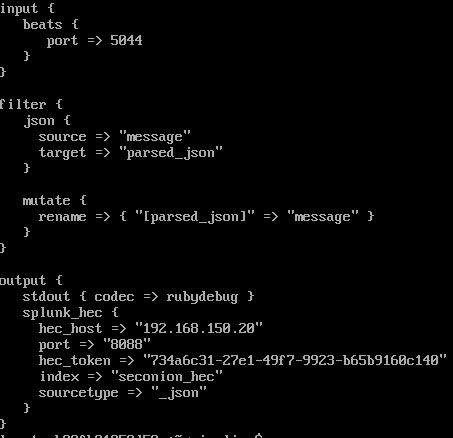 input {
beats {
port => 5044
}
}
filter {
json {
source => "message"
target => "parsed_json"
}
mutate {
rename => { "[parsed_json]" => "message" }
}
}
output {
stdout { codec => rubydebug }
splunk_hec {
hec_host => "192.168.150.20"
port => "8088"
hec_token => "734a6c31-27e1-49f7-9923-b65b9160c140"
index => "seconion_hec"
sourcetype => "_json"
}
}